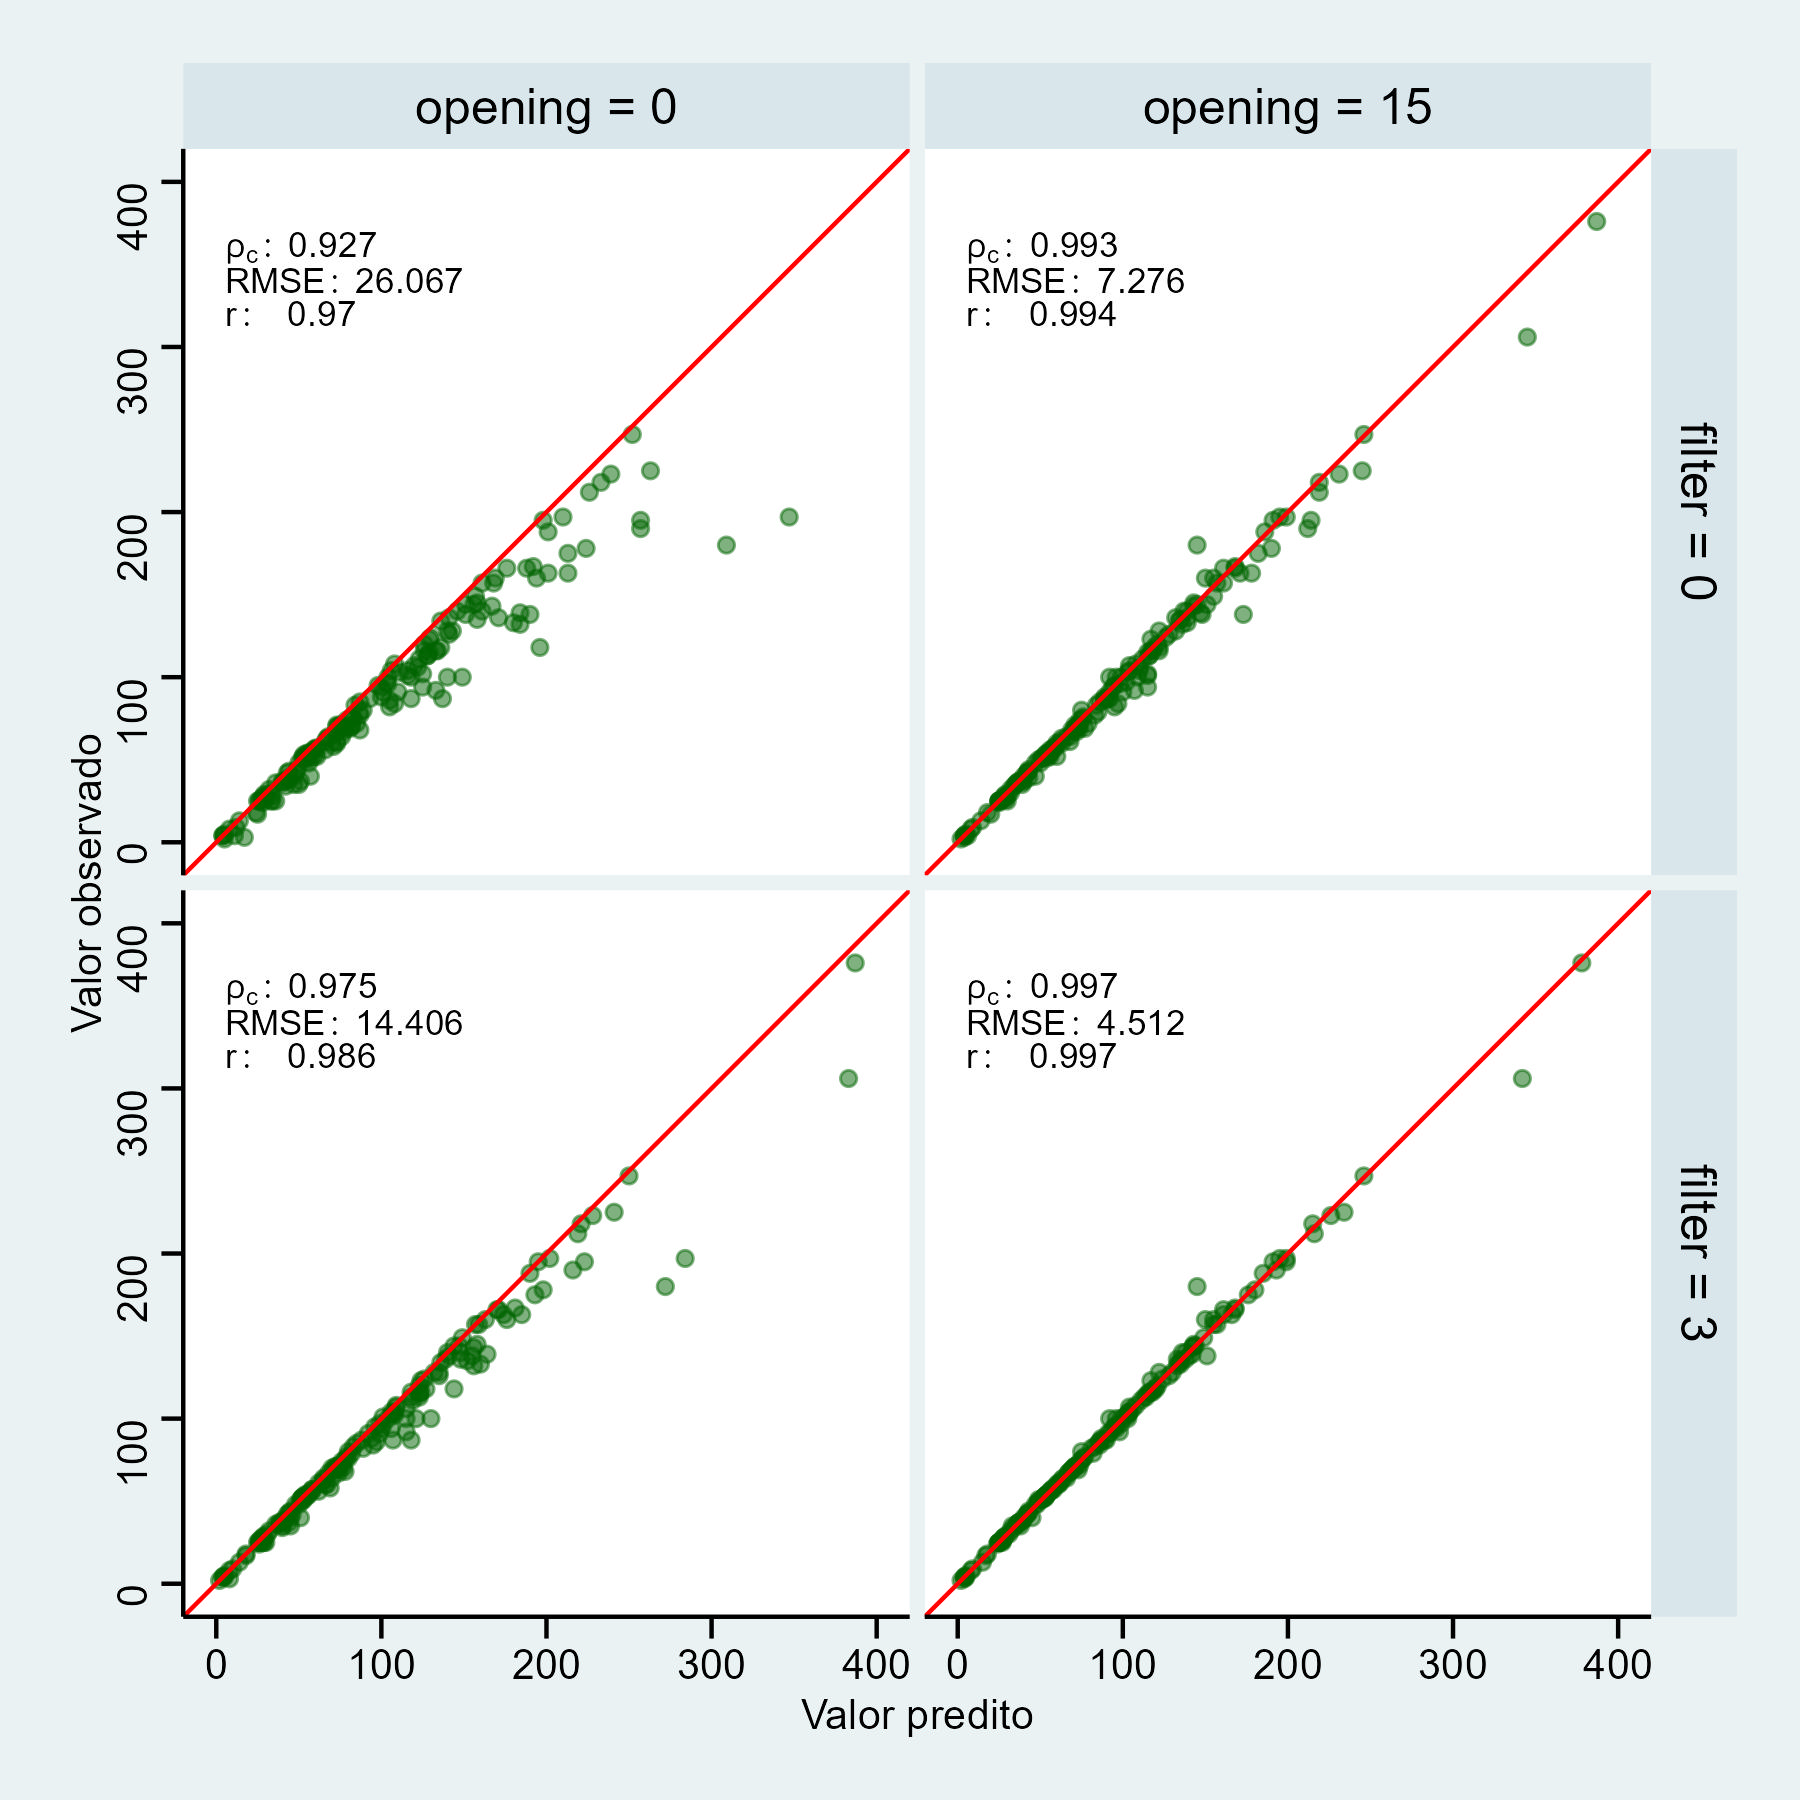 opening = 0
opening = 15
400
300
200
100
0
ρc: 0.927
RMSE: 26.067
r: 0.97
ρc: 0.993
RMSE: 7.276
r: 0.994
filter = 0
Valor observado
400
300
200
100
0
ρc: 0.975
RMSE: 14.406
r: 0.986
ρc: 0.997
RMSE: 4.512
r: 0.997
filter = 3
0 100 200 300 400
0 100 200 300 400
Valor predito